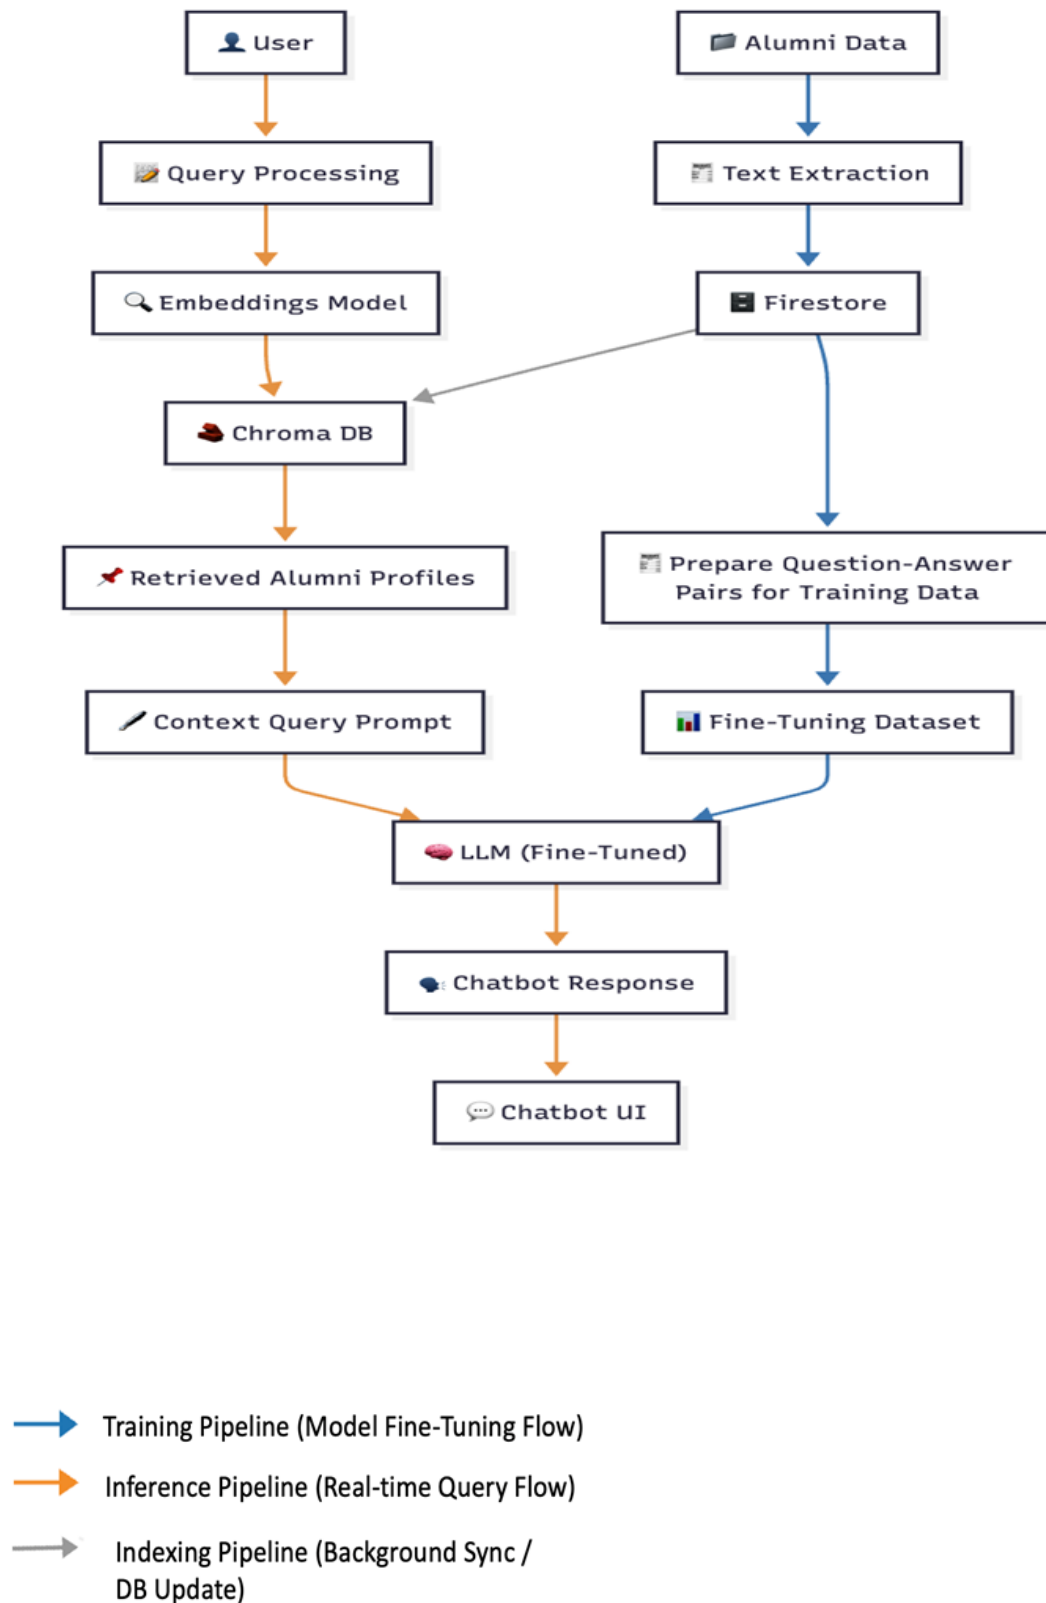 User
Alumni Data
Query Processing
Text Extraction
Embeddings Model
Firestore
Chroma DB
Retrieved Alumni Profiles
Prepare Question-Answer
Pairs for Training Data
Context Query Prompt
Fine-Tuning Dataset
LLM (Fine-Tuned)
Chatbot Response
Chatbot UI
Training Pipeline (Model Fine-Tuning Flow)
Inference Pipeline (Real-time Query Flow)
Indexing Pipeline (Background Sync /
DB Update)